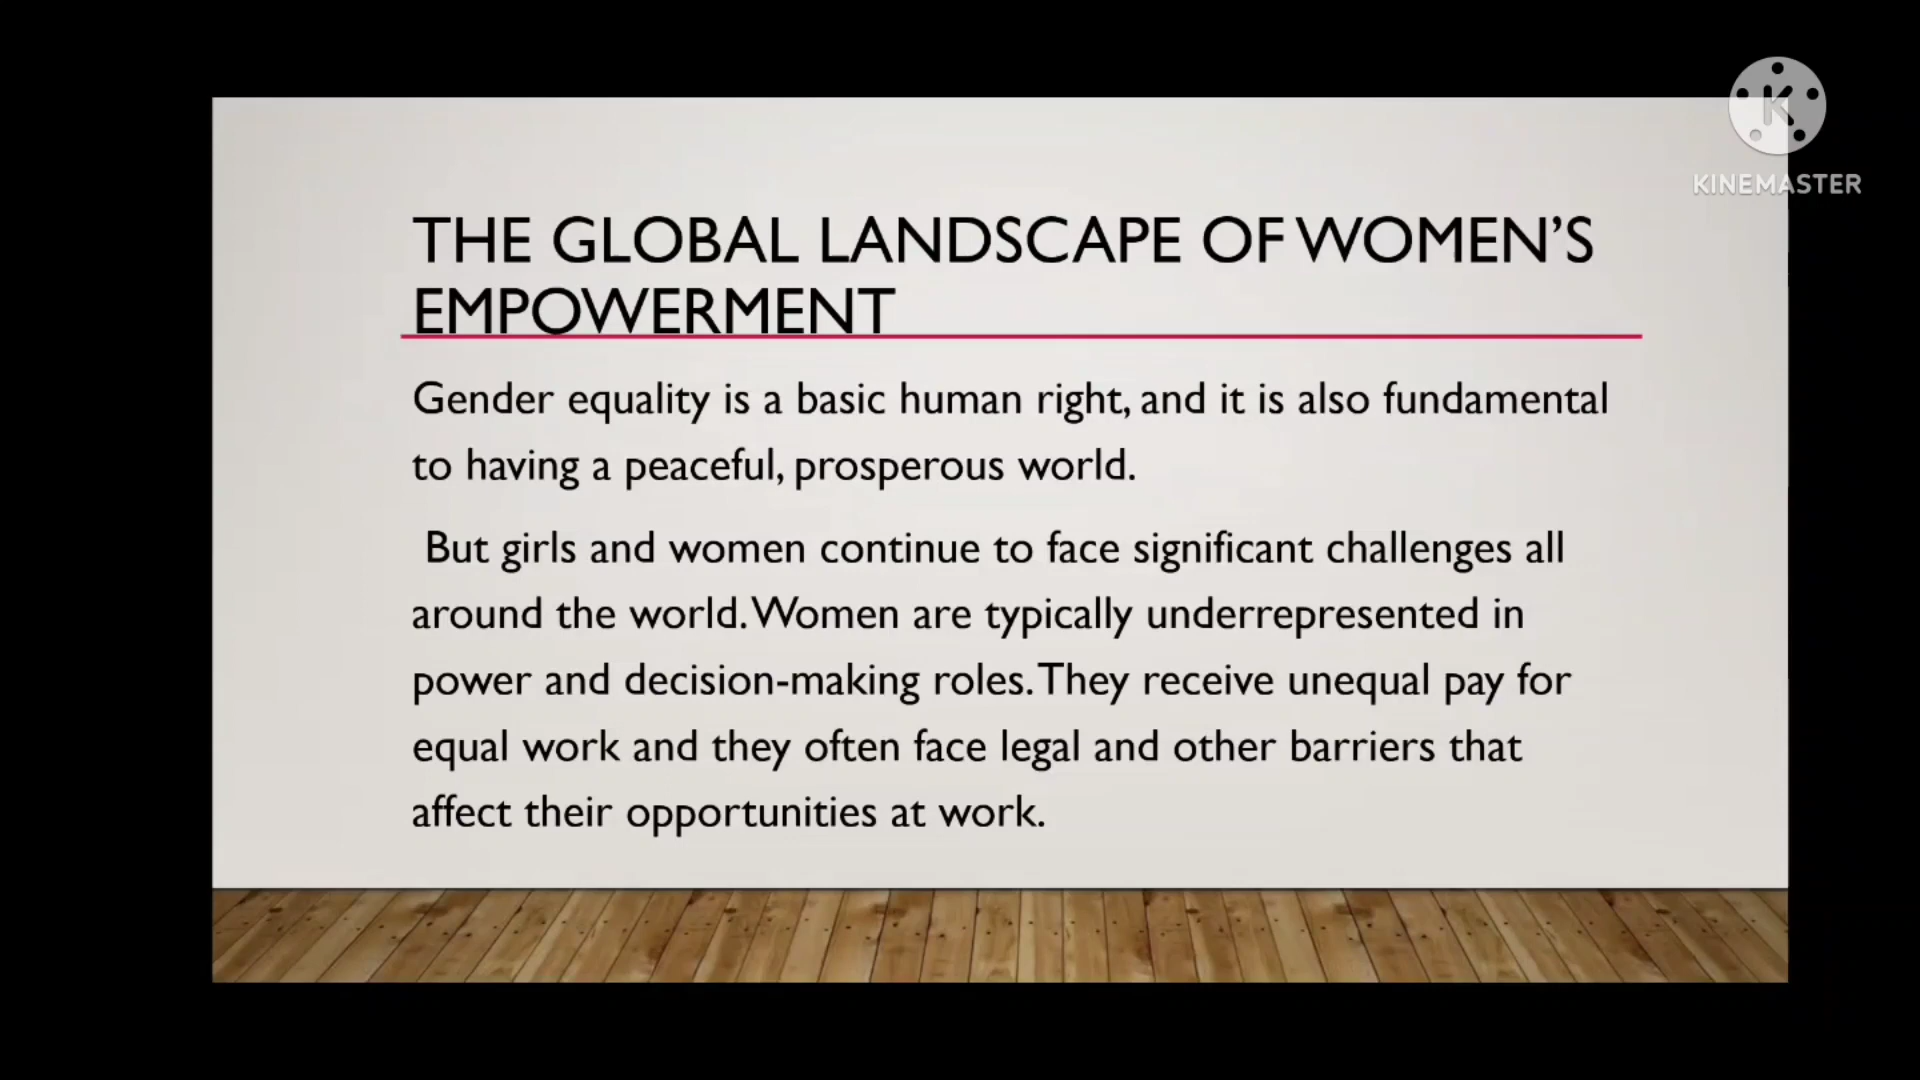 K
KINEMASTER
THE GLOBAL LANDSCAPE OF WOMEN’S
EMPOWERMENT
Gender equality is a basic human right, and it is also fundamental
to having a peaceful, prosperous world.
But girls and women continue to face significant challenges all
around the world. Women are typically underrepresented in
power and decision-making roles. They receive unequal pay for
equal work and they often face legal and other barriers that
affect their opportunities at work.